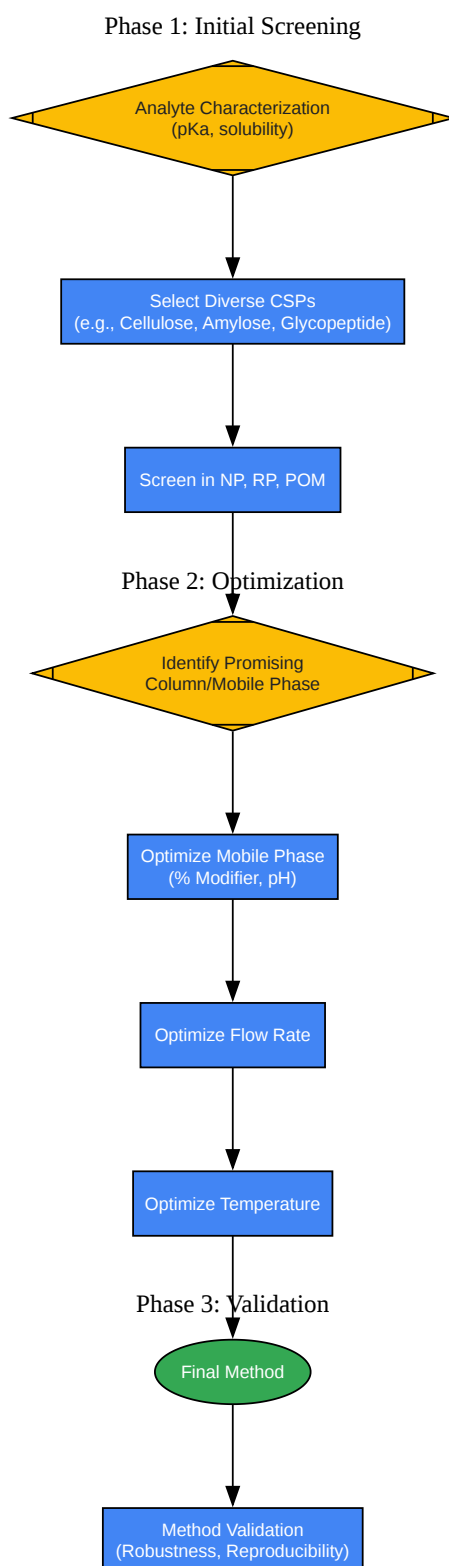 Phase 1: Initial Screening
Analyte Characterization
(pKa, solubility)
Select Diverse CSPs
(e.g., Cellulose, Amylose, Glycopeptide)
Screen in NP, RP, POM
Phase 2: Optimization
Identify Promising
Column/Mobile Phase
Optimize Mobile Phase
(% Modifier, pH)
Optimize Flow Rate
Optimize Temperature
Phase 3: Validation
Final Method
Method Validation
(Robustness, Reproducibility)